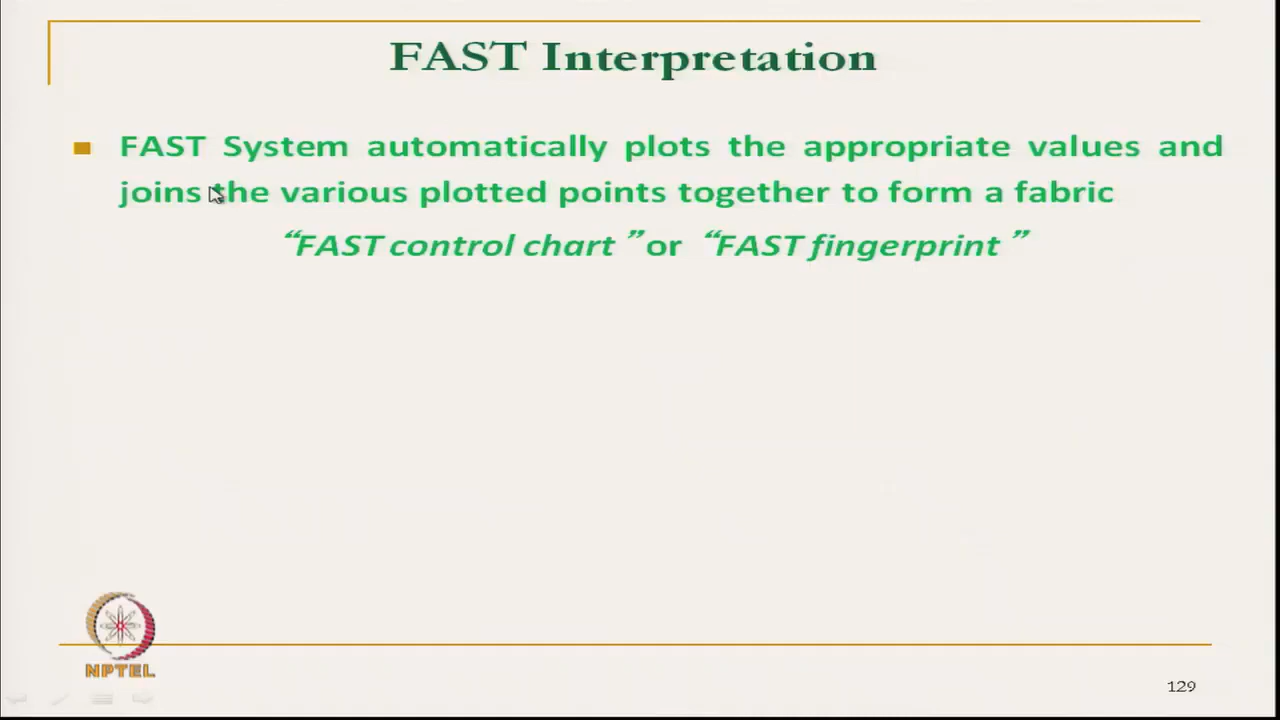 FAST Interpretation
FAST System automatically plots the appropriate values and
joins the various plotted points together to form a fabric
“FAST control chart ” or “FAST fingerprint ”
NPTEL
129